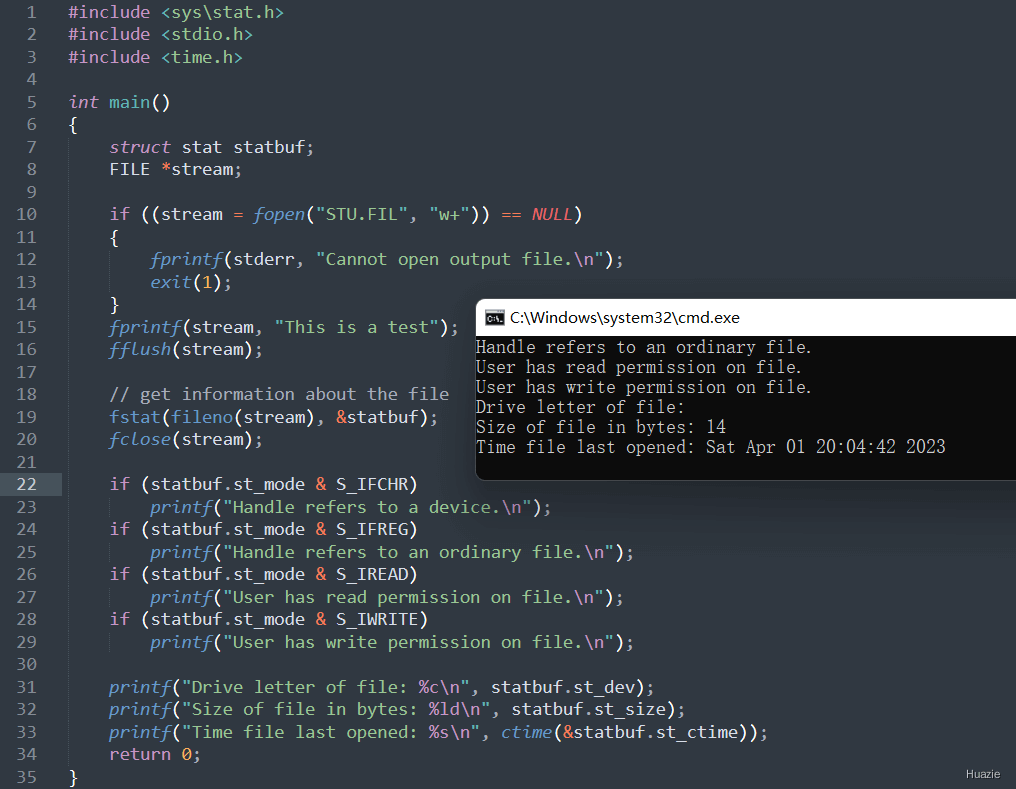 1 #include <sys\stat.h>
2 #include <stdio.h>
3 #include <time.h>
4
5 int main()
6 {
7     struct stat statbuf;
8     FILE *stream;
9
10     if ((stream = fopen("STU.FIL", "w+")) == NULL)
11     {
12         fprintf(stderr, "Cannot open output file.\n");
13         exit(1);
14     }
15     fprintf(stream, "This is a test");
16     fflush(stream);
17
18     // get information about the file
19     fstat(fileno(stream), &statbuf);
20     fclose(stream);
21
22     if (statbuf.st_mode & S_IFCHR)
23         printf("Handle refers to a device.\n");
24     if (statbuf.st_mode & S_IFREG)
25         printf("Handle refers to an ordinary file.\n");
26     if (statbuf.st_mode & S_IREAD)
27         printf("User has read permission on file.\n");
28     if (statbuf.st_mode & S_IWRITE)
29         printf("User has write permission on file.\n");
30
31     printf("Drive letter of file: %c\n", statbuf.st_dev);
32     printf("Size of file in bytes: %ld\n", statbuf.st_size);
33     printf("Time file last opened: %s\n", ctime(&statbuf.st_ctime));
34     return 0;
35 }
C:\Windows\system32\cmd.exe
Handle refers to an ordinary file.
User has read permission on file.
User has write permission on file.
Drive letter of file:
Size of file in bytes: 14
Time file last opened: Sat Apr 01 20:04:42 2023
Huazie